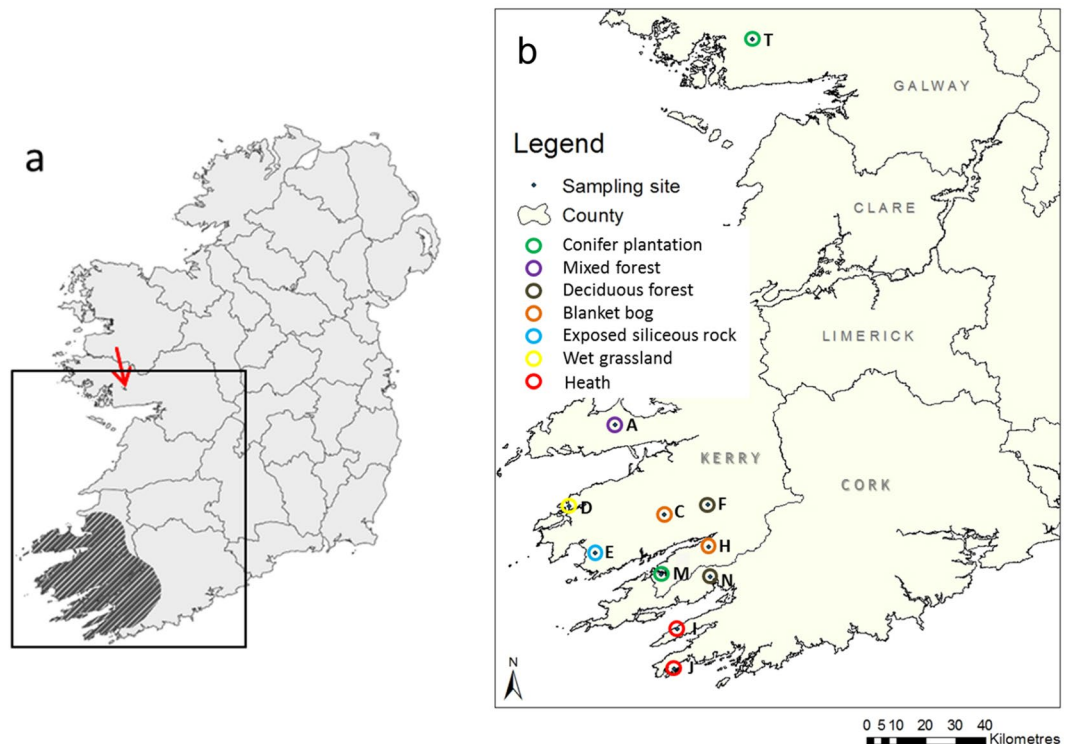 a
b
T
GALWAY
Legend
Sampling site
County
Conifer plantation
Mixed forest
Deciduous forest
Blanket bog
Exposed siliceous rock
Wet grassland
Heath
CLARE
LIMERICK
A
KERRY
CORK
D
C
F
E
H
M
N
I
J
N
0 5 10 20 30 40
Kilometres